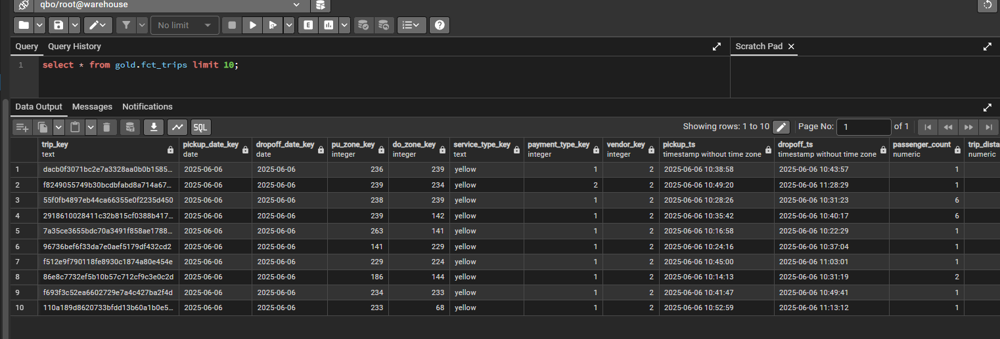 qbo/root@warehouse
No limit
E
Query Query History Scratch Pad
1 select * from gold.fct_trips limit 10;
Data Output Messages Notifications
SQL Showing rows: 1 to 10 Page No: 1 of 1
trip_key pickup_date_key dropoff_date_key pu_zone_key do_zone_key service_type_key payment_type_key vendor_key pickup_ts dropoff_ts passenger_count trip_dista
text date date integer integer text integer integer timestamp without time zone timestamp without time zone numeric numeric
1 dacb0f3071bc2e7a3328aa0b0b1585… 2025-06-06 2025-06-06 236 239 yellow 1 2 2025-06-06 10:38:58 2025-06-06 10:43:57 1
2 f8249055749b30bcdbfabd8a714a67… 2025-06-06 2025-06-06 239 234 yellow 2 2 2025-06-06 10:49:20 2025-06-06 11:28:29 1
3 55f0fb4897eb44ca66355e0f2235d450 2025-06-06 2025-06-06 238 239 yellow 1 2 2025-06-06 10:28:26 2025-06-06 10:31:23 6
4 2918610028411c32b815cf0388b417… 2025-06-06 2025-06-06 239 142 yellow 1 2 2025-06-06 10:35:42 2025-06-06 10:40:17 6
5 7a35ce3655bdc70a3491f858ae1788… 2025-06-06 2025-06-06 263 141 yellow 1 2 2025-06-06 10:16:58 2025-06-06 10:22:29 1
6 96736bef6f33da7e0aef5179df432cd2 2025-06-06 2025-06-06 141 229 yellow 1 2 2025-06-06 10:24:16 2025-06-06 10:37:04 1
7 f512e9f790118fe8930c1874a80e454e 2025-06-06 2025-06-06 229 224 yellow 1 2 2025-06-06 10:45:00 2025-06-06 11:03:01 1
8 86e8c7732ef5b10b57c712cf9c3e0c2d 2025-06-06 2025-06-06 186 144 yellow 1 2 2025-06-06 10:14:13 2025-06-06 10:31:19 2
9 f693f3c52ea6602729e7a4c427ba2f4d 2025-06-06 2025-06-06 234 233 yellow 1 2 2025-06-06 10:41:47 2025-06-06 10:49:41 1
10 110a189d8620733bfdd13b60a1b0e5… 2025-06-06 2025-06-06 233 68 yellow 1 2 2025-06-06 10:52:59 2025-06-06 11:13:12 1